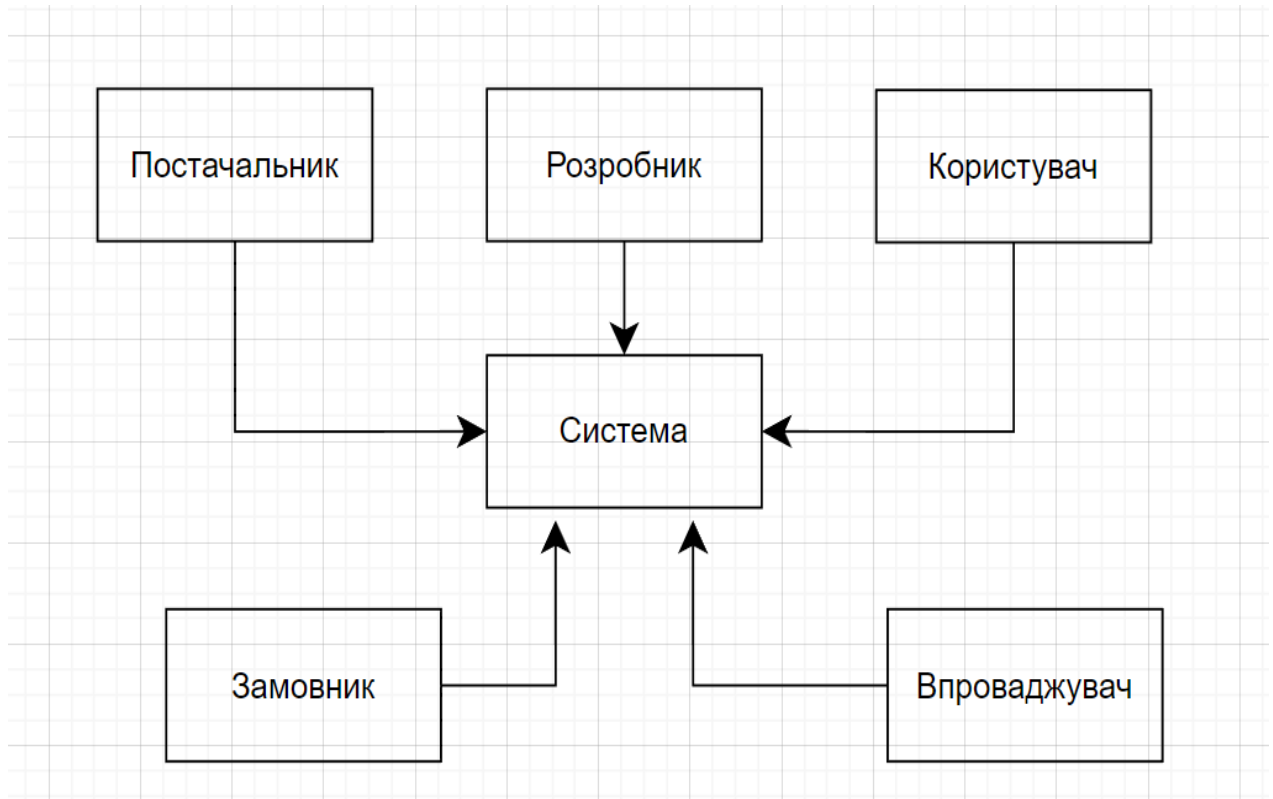 Постачальник
Розробник
Користувач
Система
Замовник
Впроваджувач